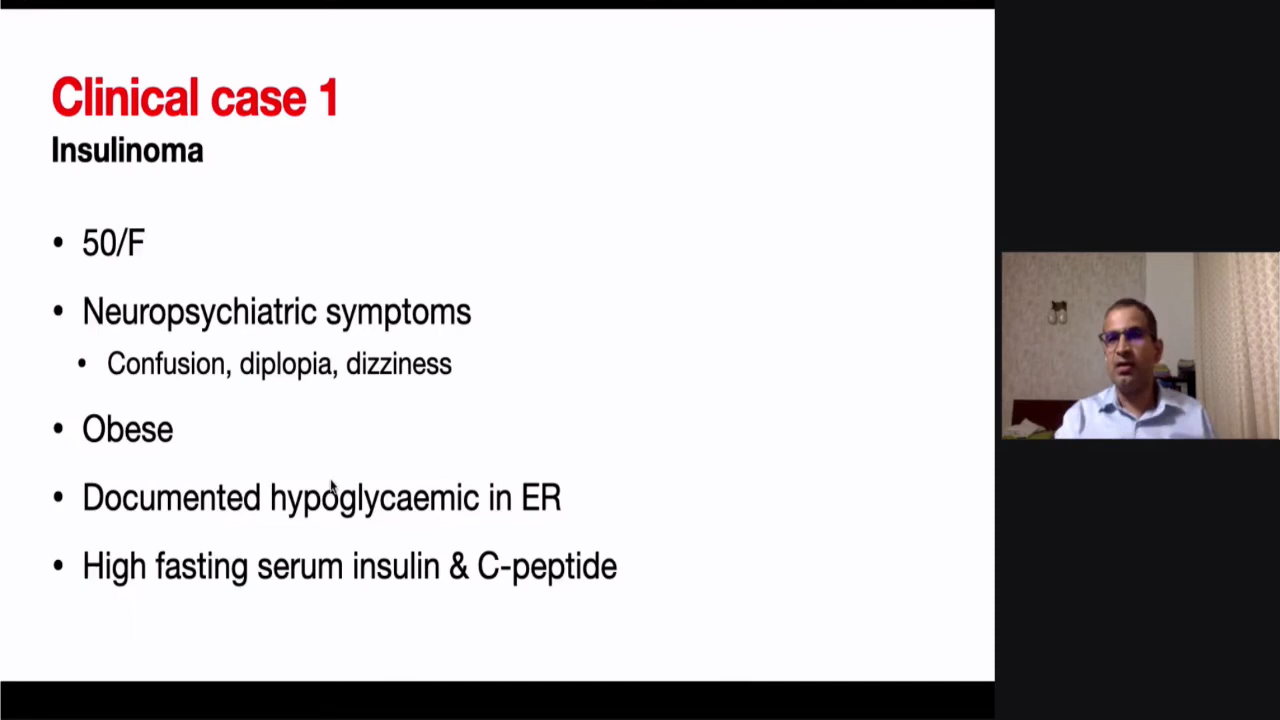 Clinical case 1
Insulinoma
• 50/F
• Neuropsychiatric symptoms
• Confusion, diplopia, dizziness
• Obese
• Documented hypoglycaemic in ER
• High fasting serum insulin & C-peptide